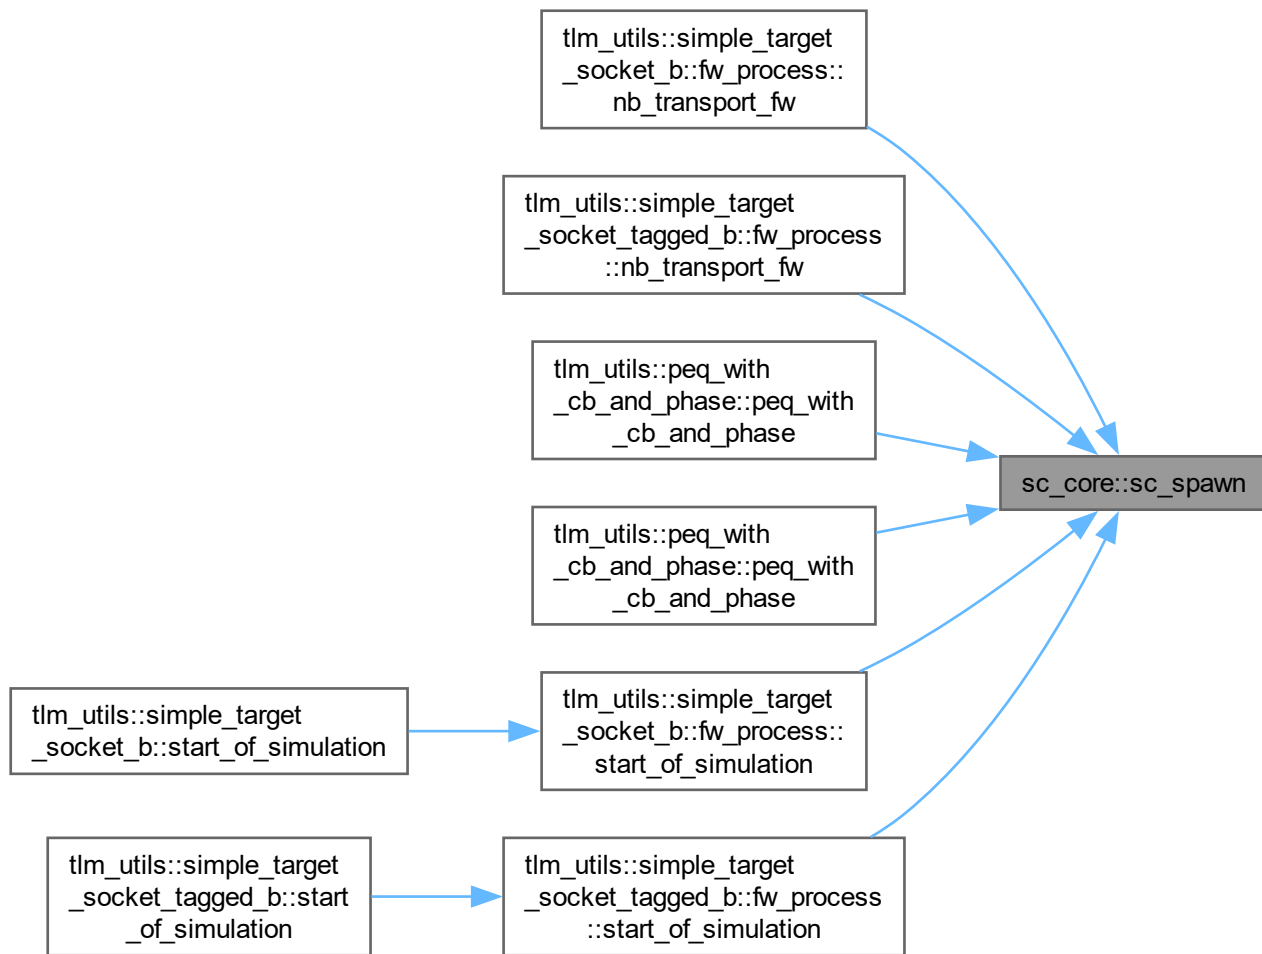 tlm_utils::simple_target
_socket_b::fw_process::
nb_transport_fw
tlm_utils::simple_target
_socket_tagged_b::fw_process
::nb_transport_fw
tlm_utils::peq_with
_cb_and_phase::peq_with
_cb_and_phase
sc_core::sc_spawn
tlm_utils::peq_with
_cb_and_phase::peq_with
_cb_and_phase
tlm_utils::simple_target
_socket_b::start_of_simulation
tlm_utils::simple_target
_socket_b::fw_process::
start_of_simulation
tlm_utils::simple_target
_socket_tagged_b::start
_of_simulation
tlm_utils::simple_target
_socket_tagged_b::fw_process
::start_of_simulation